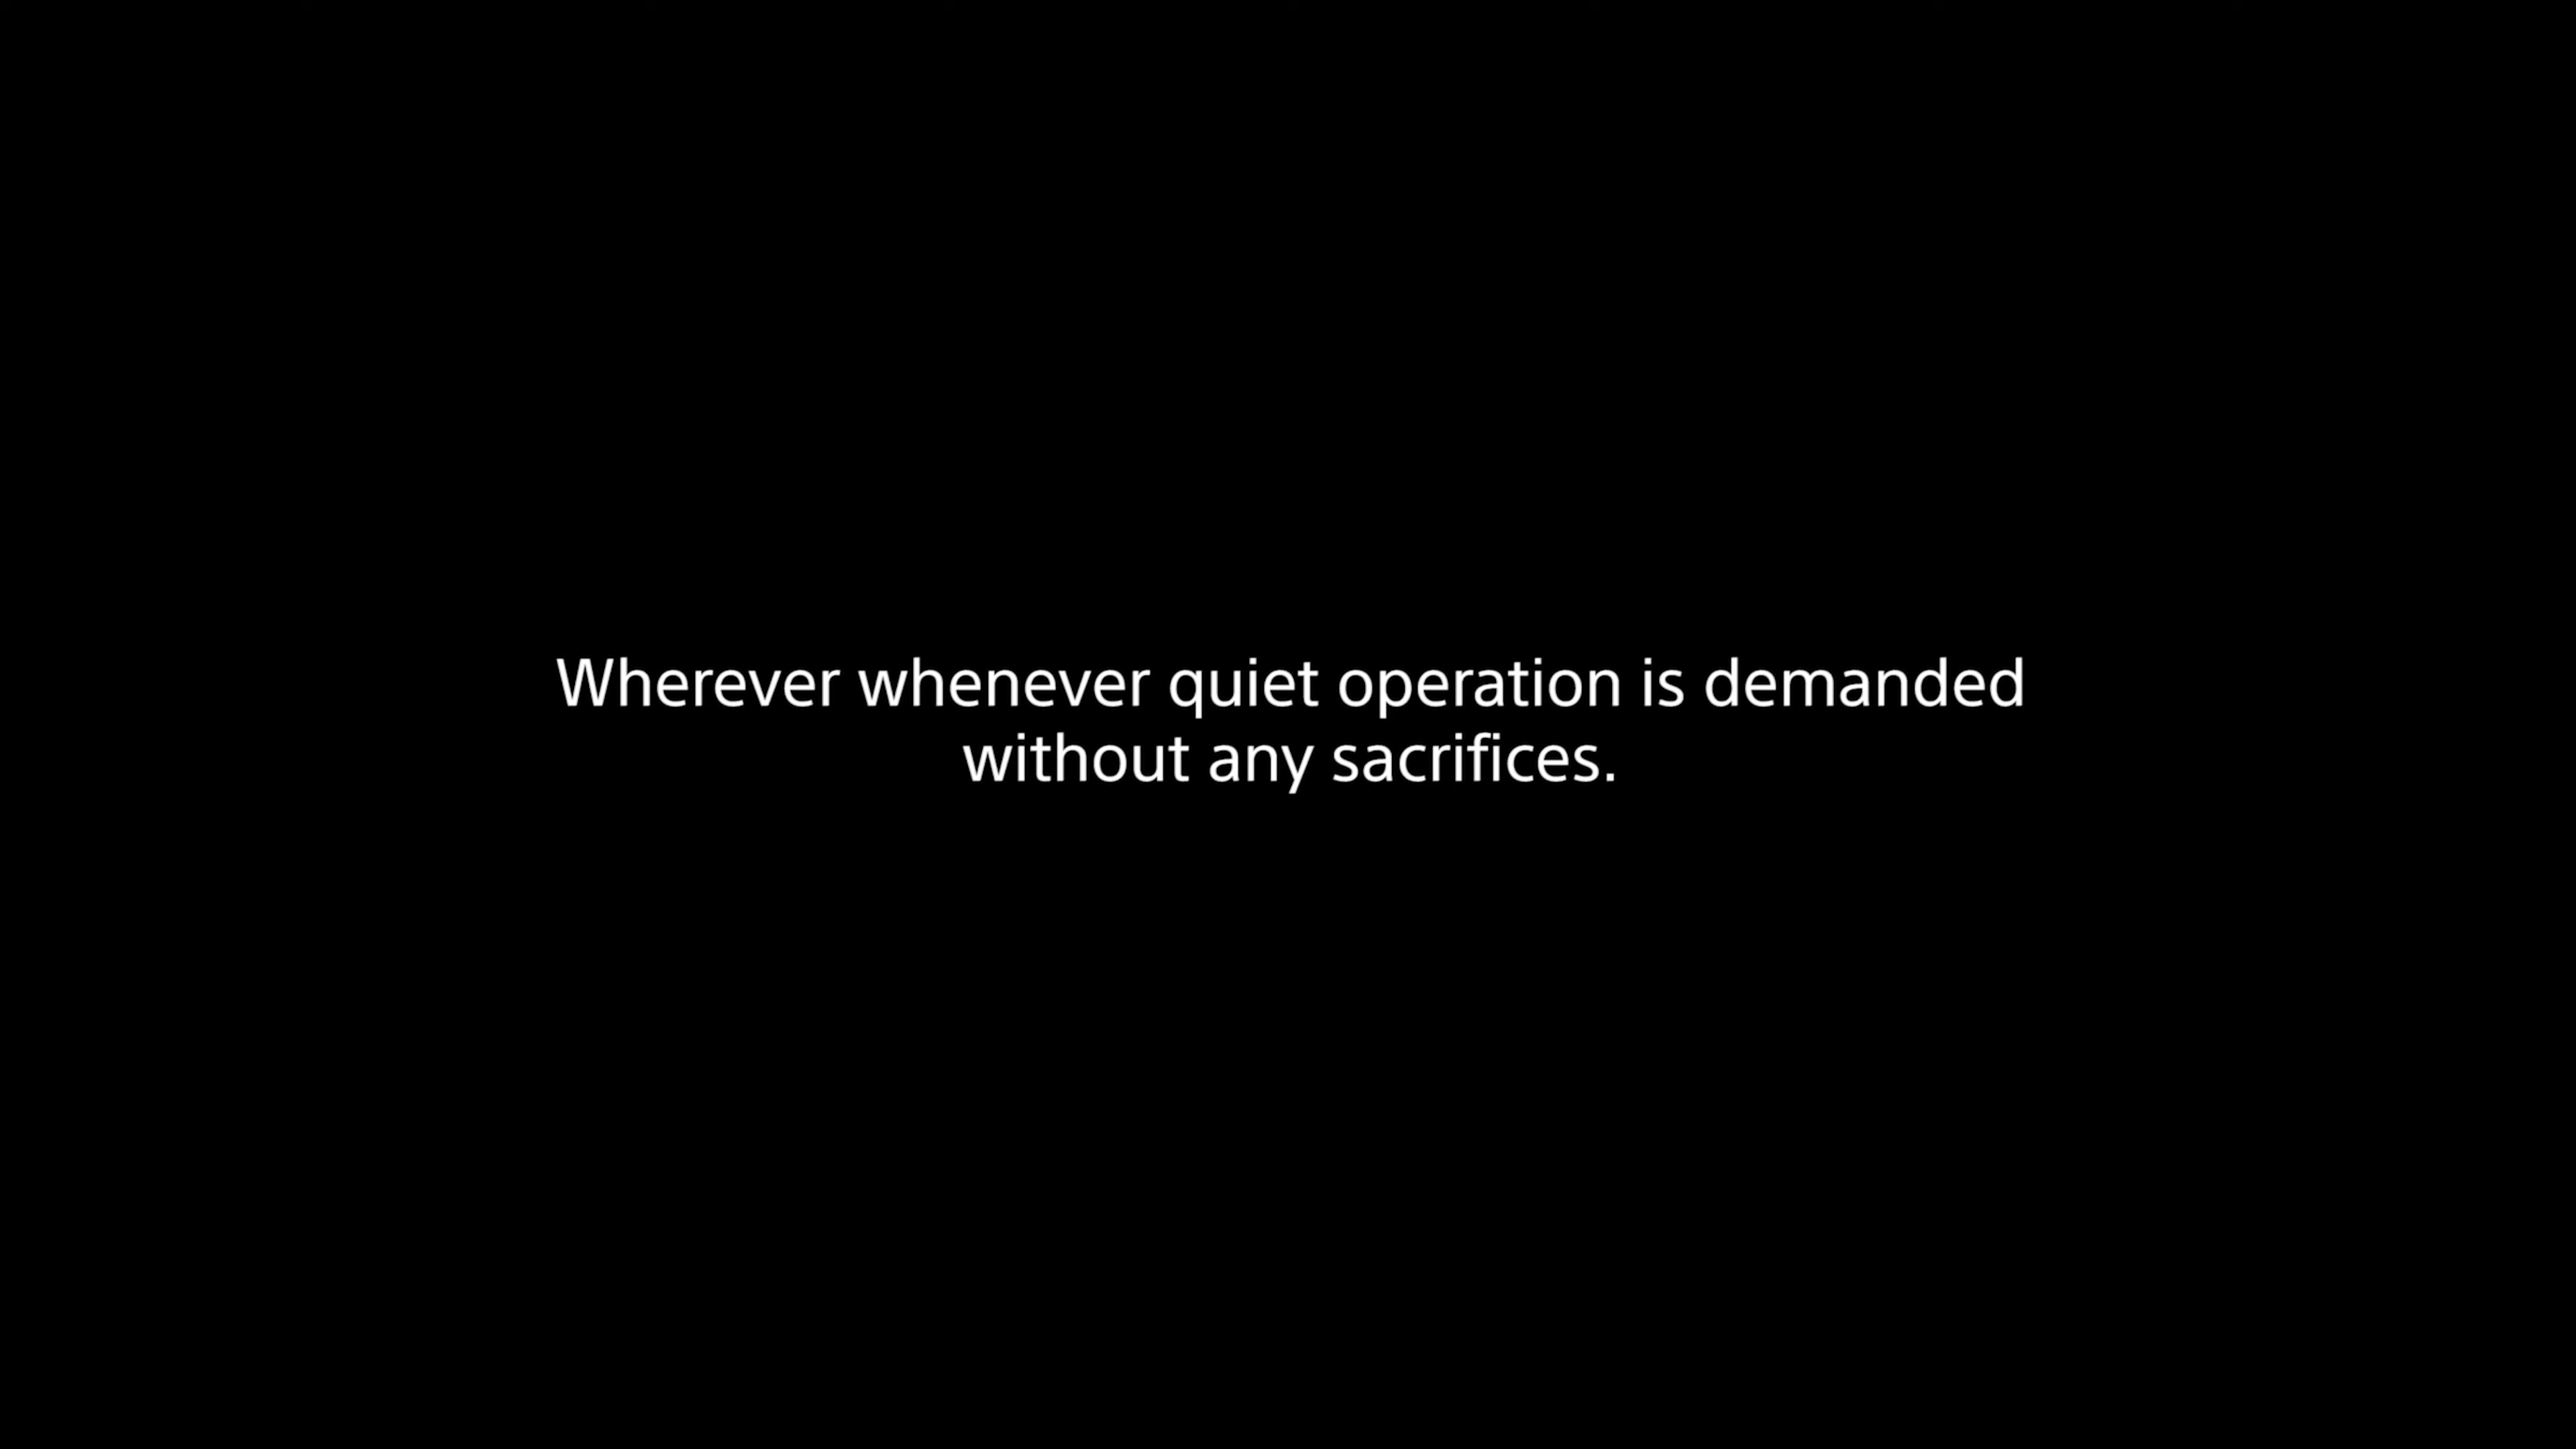 Wherever whenever quiet operation is demanded
without any sacrifices.